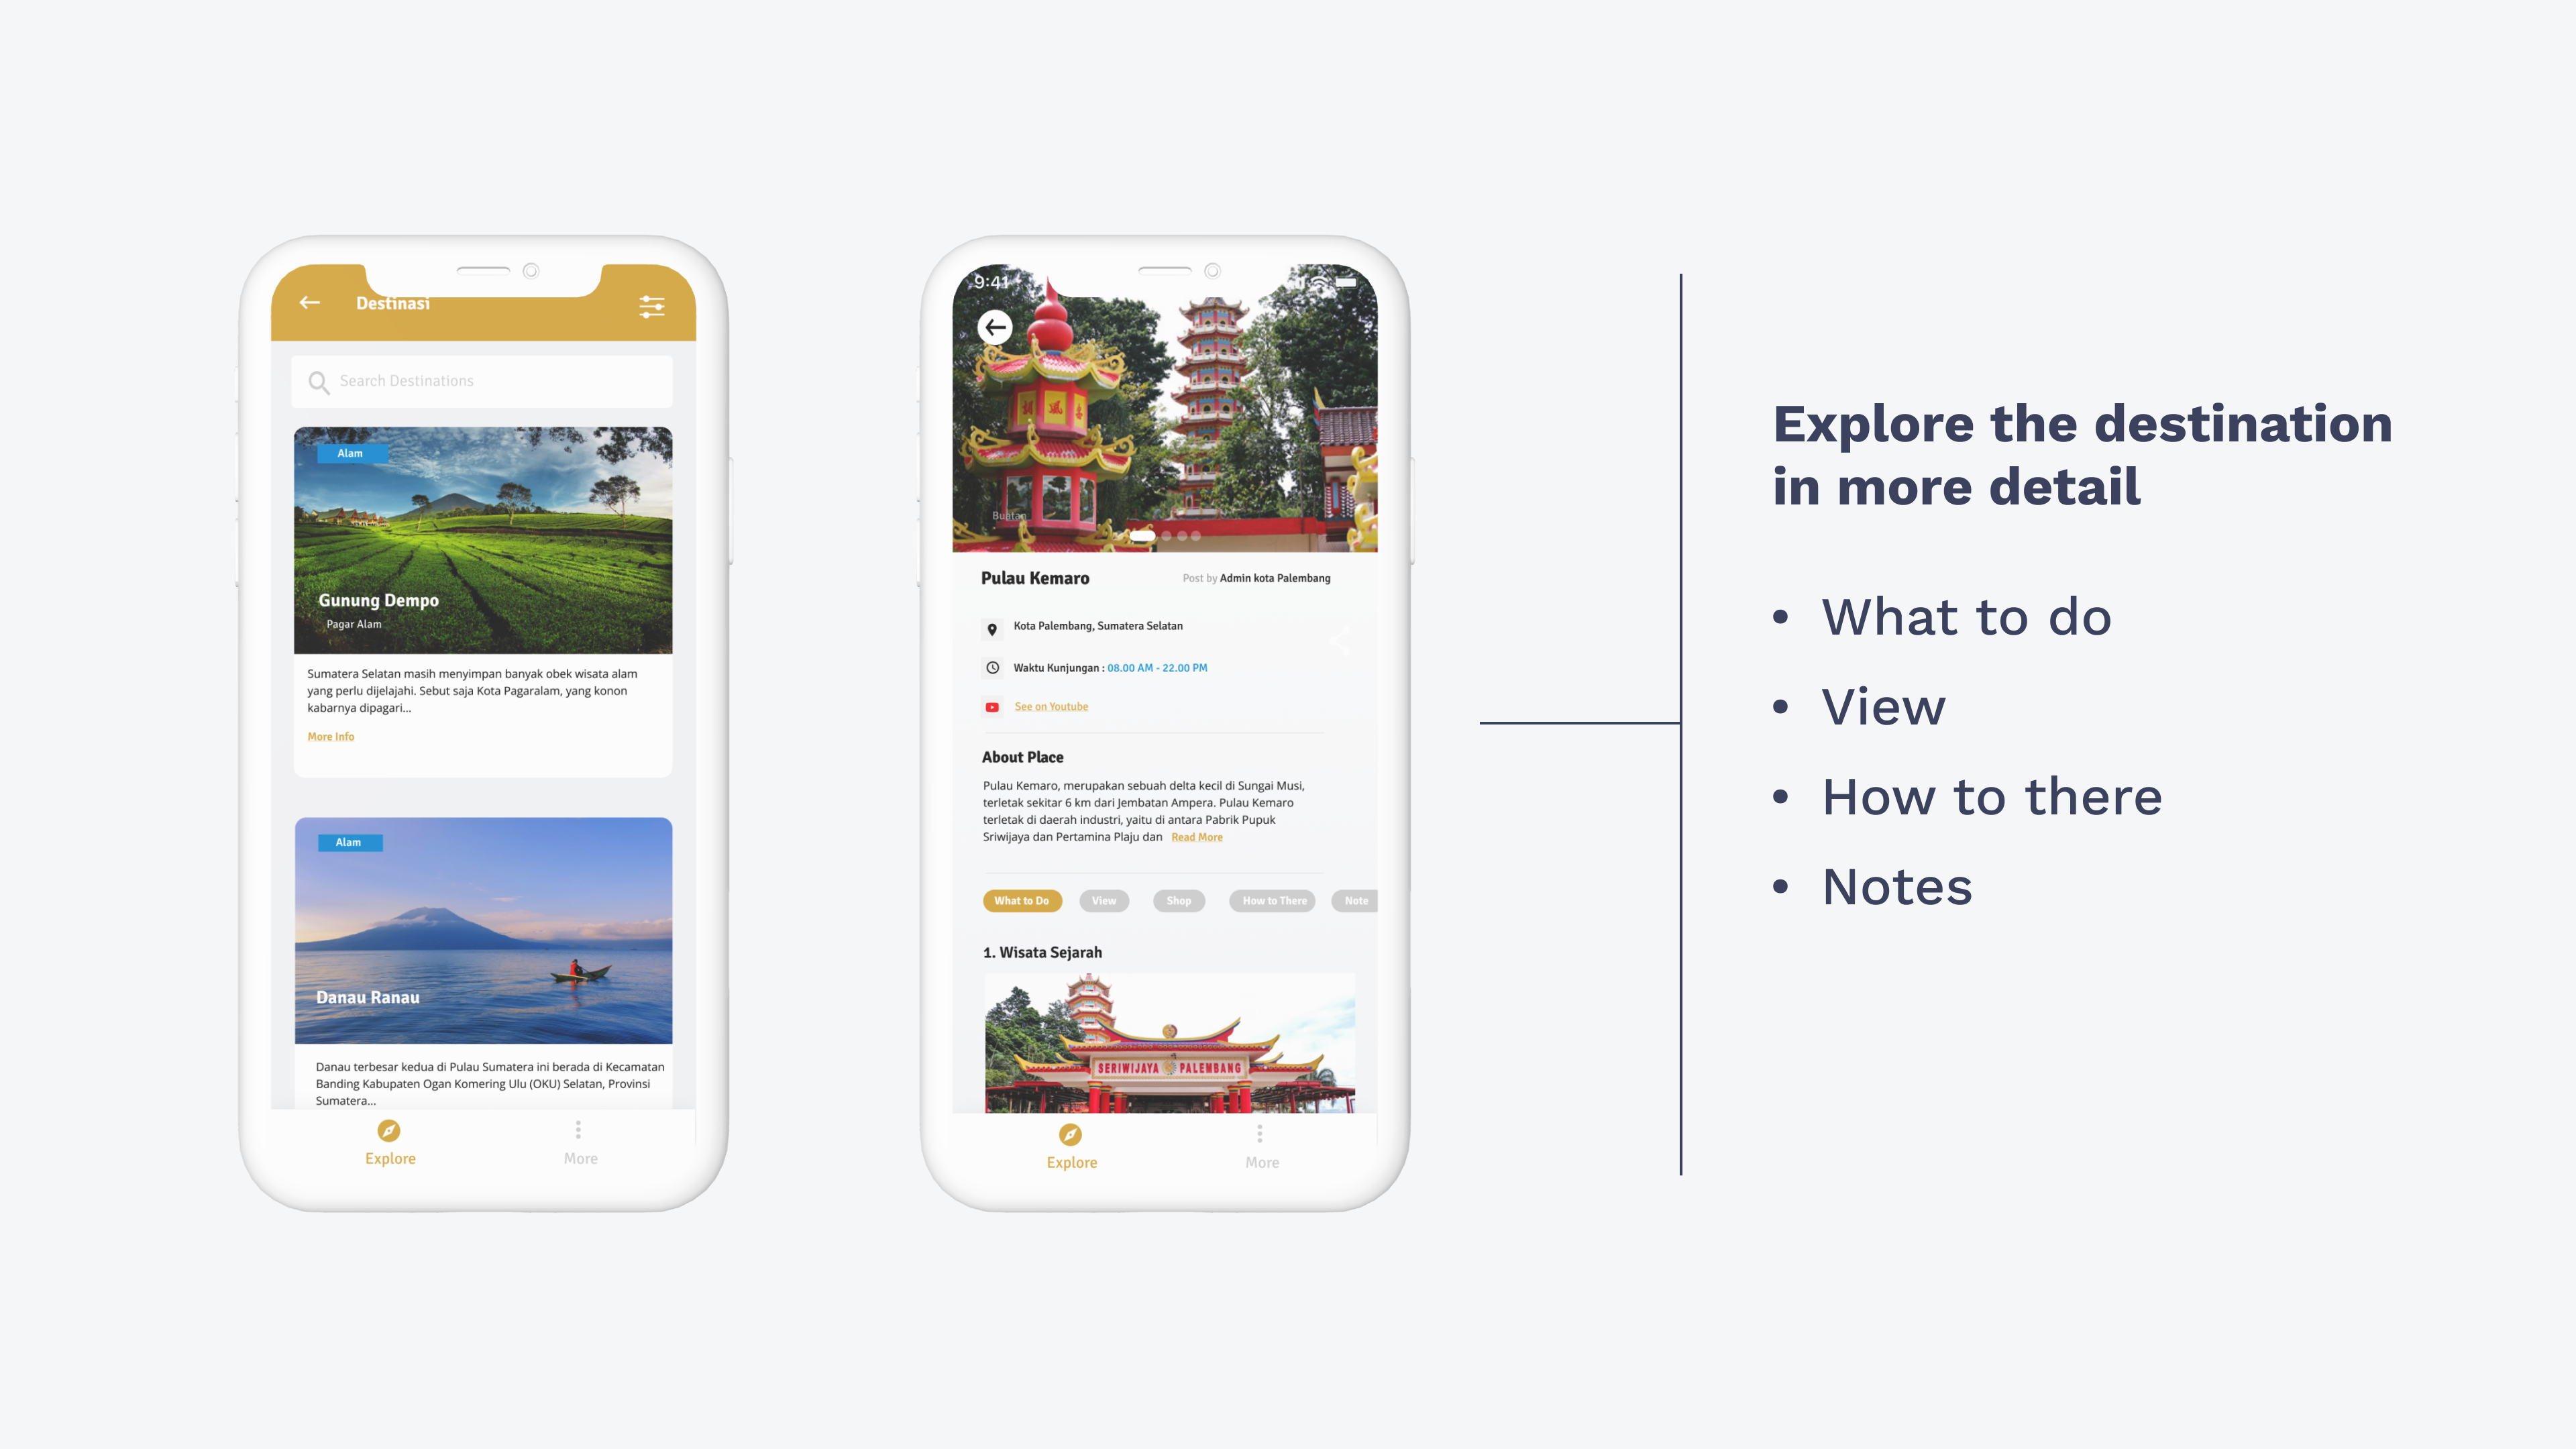 Destinasi
Search Destinations
Alam
Gunung Dempo
Pagar Alam
Sumatera Selatan masih menyimpan banyak obek wisata alam
yang perlu dijelajahi. Sebut saja Kota Pagaralam, yang konon
kabarnya dipagari...
More Info
Alam
Danau Ranau
Danau terbesar kedua di Pulau Sumatera ini berada di Kecamatan
Banding Kabupaten Ogan Komering Ulu (OKU) Selatan, Provinsi
Sumatera...
Explore
More
9:41
Buatan
Pulau Kemaro
Post by Admin kota Palembang
Kota Palembang, Sumatera Selatan
Waktu Kunjungan : 08.00 AM - 22.00 PM
See on Youtube
About Place
Pulau Kemaro, merupakan sebuah delta kecil di Sungai Musi,
terletak sekitar 6 km dari Jembatan Ampera. Pulau Kemaro
terletak di daerah industri, yaitu di antara Pabrik Pupuk
Sriwijaya dan Pertamina Plaju dan Read More
What to Do
View
Shop
How to There
Note
1. Wisata Sejarah
SERIWIJAYA PALEMBANG
Explore
More
Explore the destination
in more detail
• What to do
• View
• How to there
• Notes